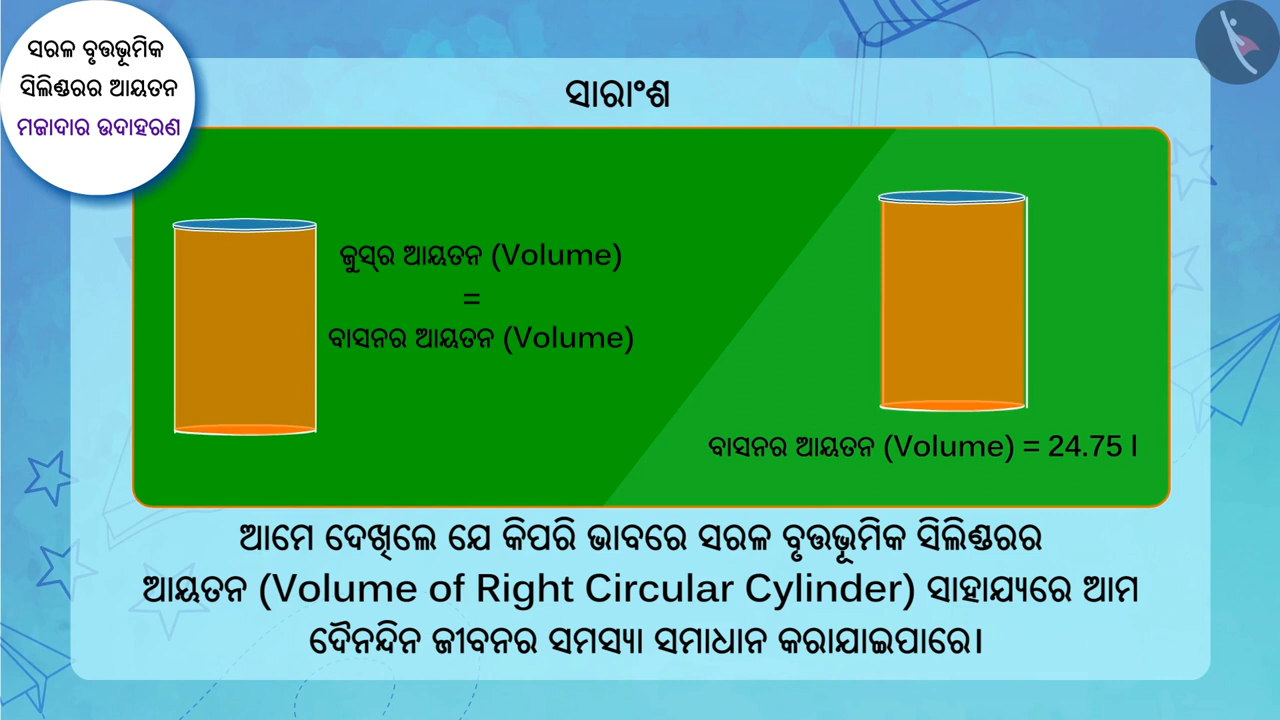 ସରଳ ବୃତ୍ତଭୂମିକ
ସିଲିଣ୍ଡରର ଆୟତନ
ମଜାଦାର ଉଦାହରଣ
ସାରାଂଶ
ଜୁସ୍‌ର ଆୟତନ (Volume)
=
ବାସନର ଆୟତନ (Volume)
ବାସନର ଆୟତନ (Volume) = 24.75 l
ଆମେ ଦେଖିଲେ ଯେ କିପରି ଭାବରେ ସରଳ ବୃତ୍ତଭୂମିକ ସିଲିଣ୍ଡରର
ଆୟତନ (Volume of Right Circular Cylinder) ସାହାଯ୍ୟରେ ଆମ
ଦୈନନ୍ଦିନ ଜୀବନର ସମସ୍ୟା ସମାଧାନ କରାଯାଇପାରେ।